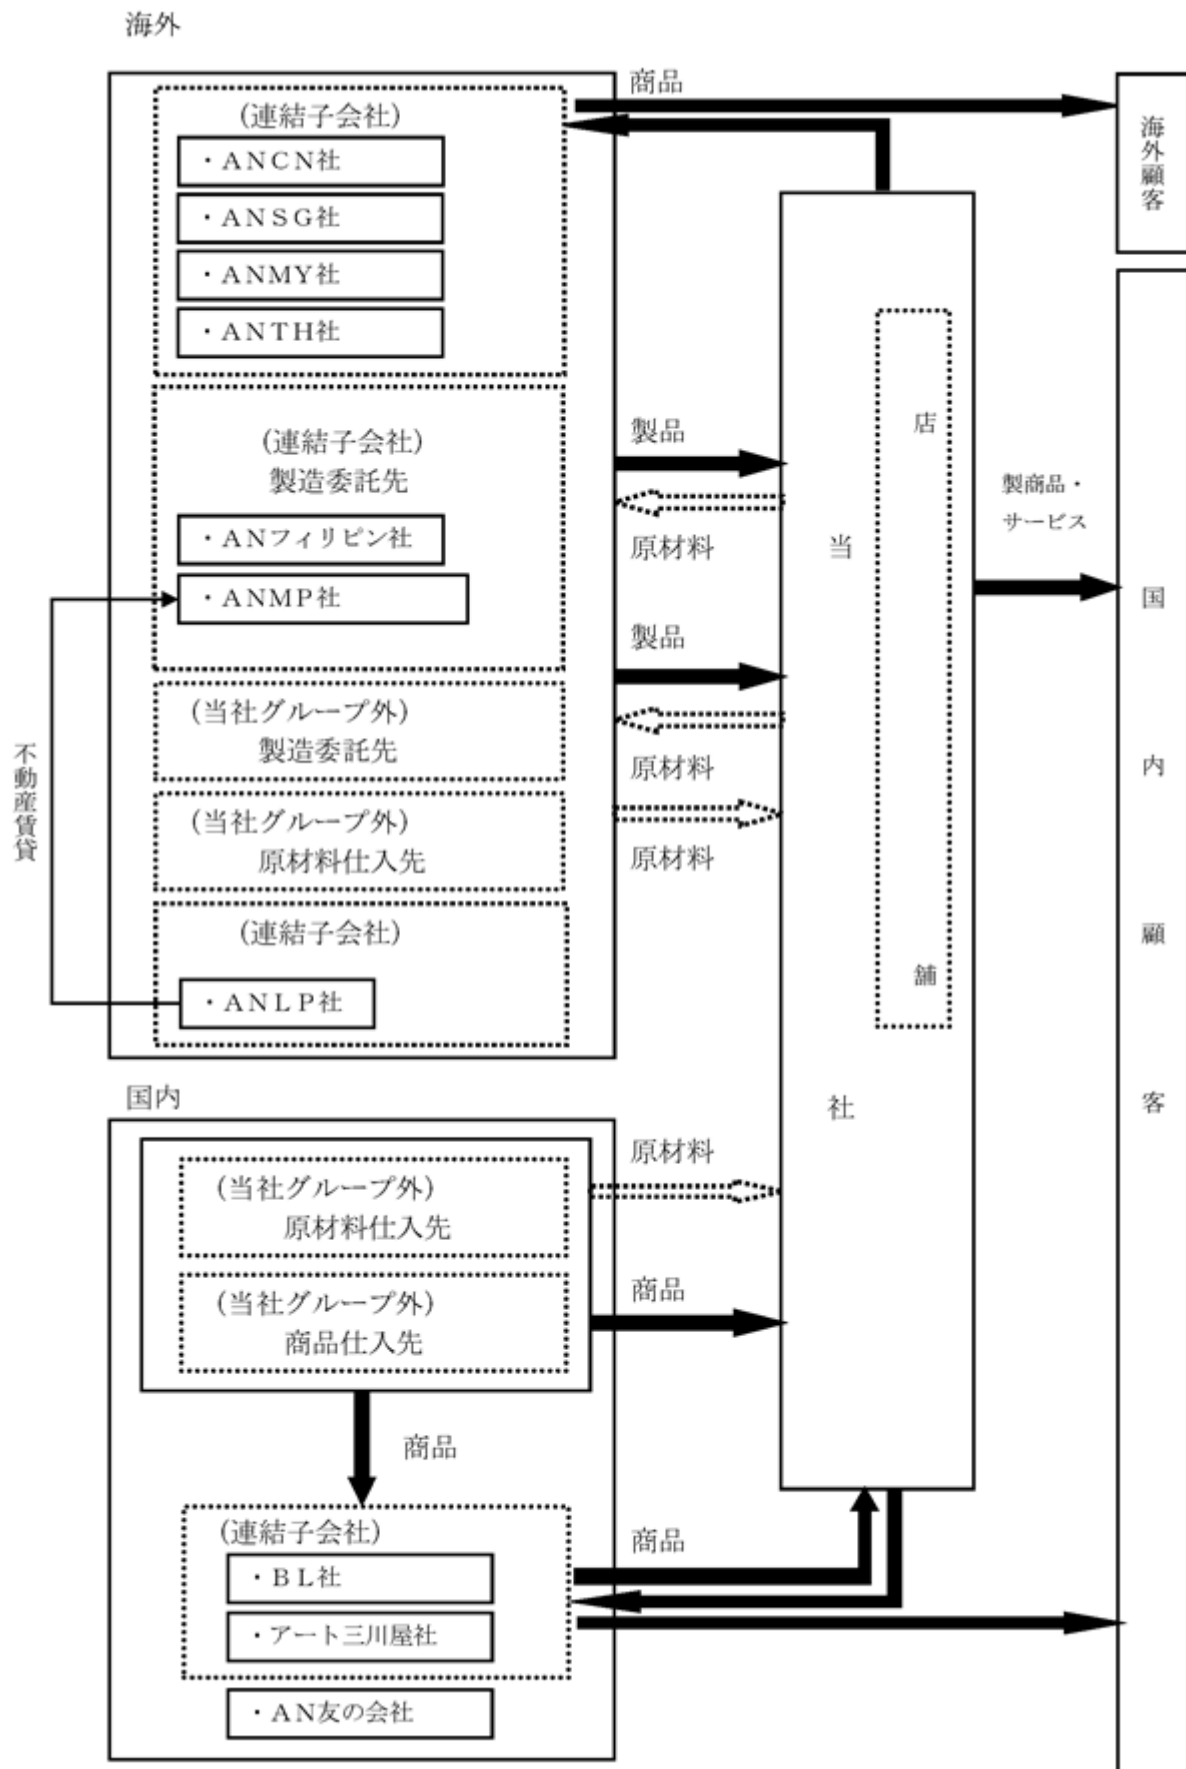 海外
商品
(連結子会社)
・ＡＮＣＮ社
・ＡＮＳＧ社
・ＡＮＭＹ社
・ＡＮＴＨ社
海外顧客
(連結子会社)
製造委託先
・ＡＮフィリピン社
・ＡＮＭＰ社
製品
原材料
製品
原材料
原材料
(当社グループ外)
製造委託先
(当社グループ外)
原材料仕入先
(連結子会社)
・ＡＮＬＰ社
不動産賃貸
当社
店舗
製商品・
サービス
国内顧客
国内
(当社グループ外)
原材料仕入先
原材料
(当社グループ外)
商品仕入先
商品
商品
(連結子会社)
・ＢＬ社
・アート三川屋社
商品
・ＡＮ友の会社